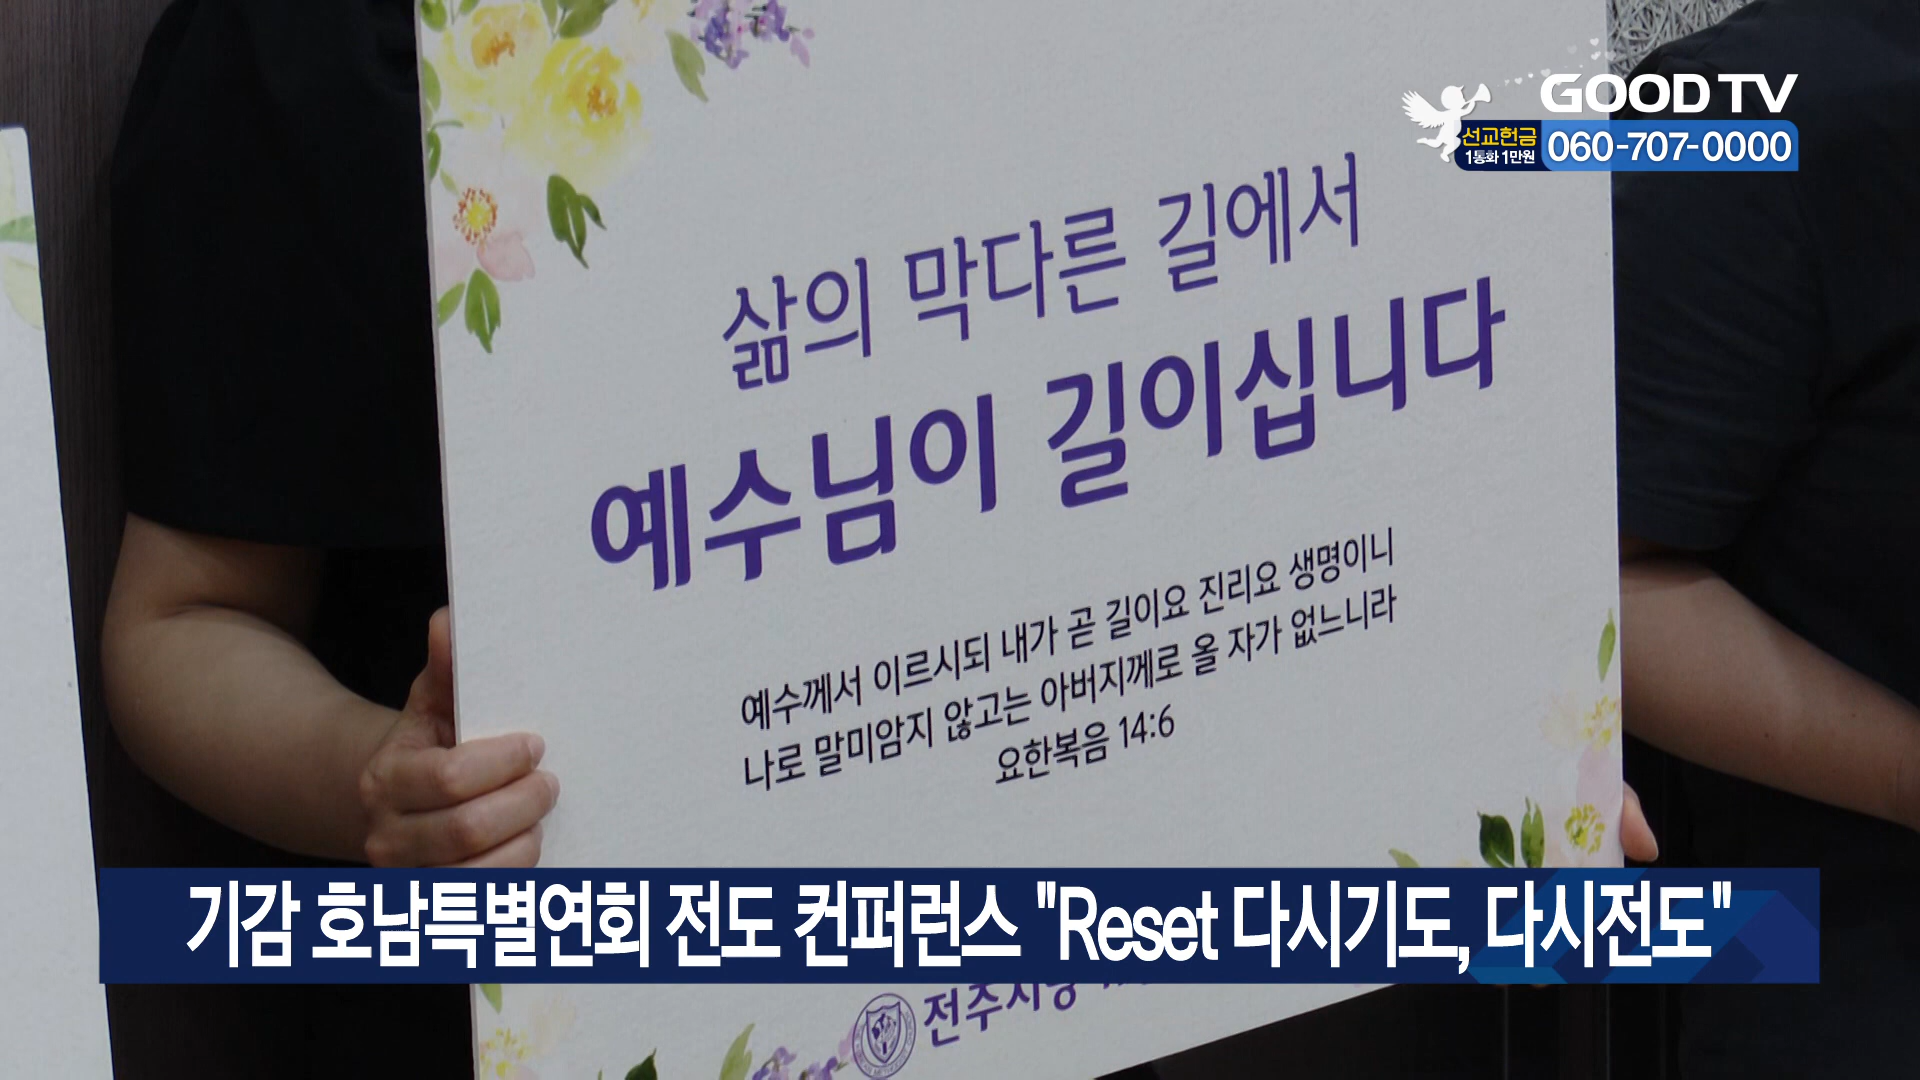 GOOD TV
선교헌금
1통화 1만원
060-707-0000
삶의 막다른 길에서
예수님이 길이십니다
예수께서 이르시되 내가 곧 길이요 진리요 생명이니
나로 말미암지 않고는 아버지께로 올 자가 없느니라
요한복음 14:6
기감 호남특별연회 전도 컨퍼런스 "Reset 다시기도, 다시전도"